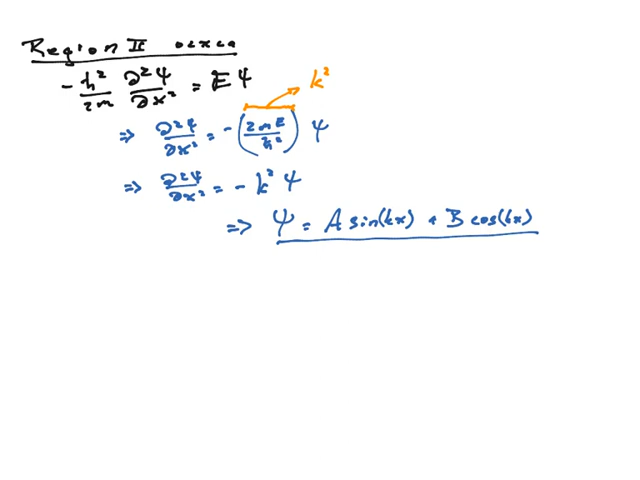 Region II 0<x<a
-ħ²/2m ∂²Ψ/∂x² = EΨ
k²
⇒ ∂²Ψ/∂x² = -(2mE/ħ²) Ψ
⇒ ∂²Ψ/∂x² = -k² Ψ
⇒ Ψ = A sin(kx) + B cos(kx)